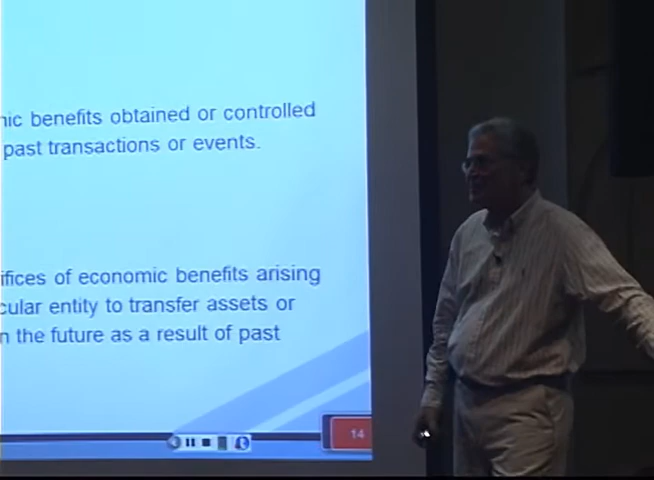 nic benefits obtained or controlled
past transactions or events.
ifices of economic benefits arising
cular entity to transfer assets or
n the future as a result of past
14